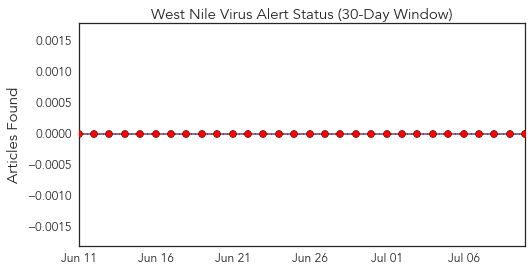 West Nile Virus Alert Status (30-Day Window)
Articles Found
0.0015
0.0010
0.0005
0.0000
−0.0005
−0.0010
−0.0015
Jun 11
Jun 16
Jun 21
Jun 26
Jul 01
Jul 06